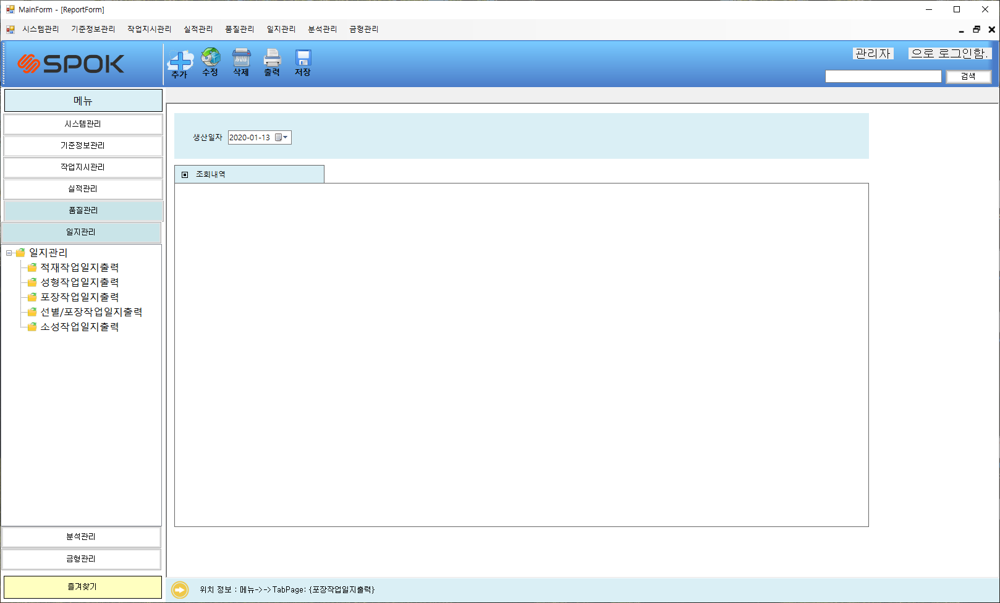 MainForm - [ReportForm]
시스템관리 기준정보관리 작업지시관리 실적관리 품질관리 일지관리 분석관리 금형관리
SPOK
추가 수정 삭제 출력 저장
관리자 으로 로그인함.
검색
메뉴
시스템관리
기준정보관리
작업지시관리
실적관리
품질관리
일지관리
일지관리
적재작업일지출력
성형작업일지출력
포장작업일지출력
선별/포장작업일지출력
소성작업일지출력
분석관리
금형관리
즐겨찾기
생산일자 2020-01-13
조회내역
위치 정보 : 메뉴->->TabPage: {포장작업일지출력}